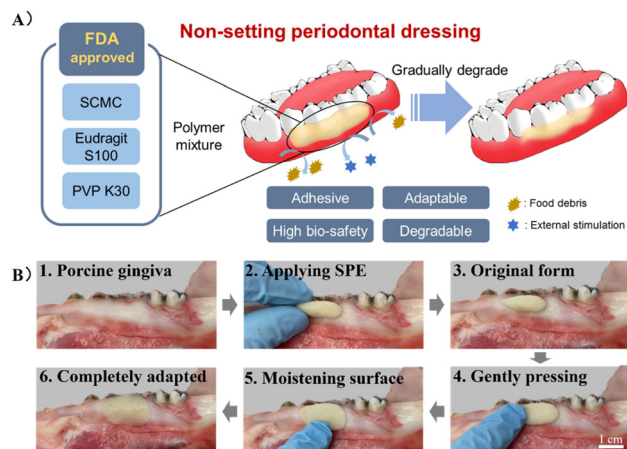 A)
Non-setting periodontal dressing
FDA
approved
SCMC
Eudragit
S100
PVP K30
Polymer
mixture
Gradually degrade
Adhesive
Adaptable
High bio-safety
Degradable
: Food debris
: External stimulation
B)
1. Porcine gingiva
2. Applying SPE
3. Original form
6. Completely adapted
5. Moistening surface
4. Gently pressing
1 cm